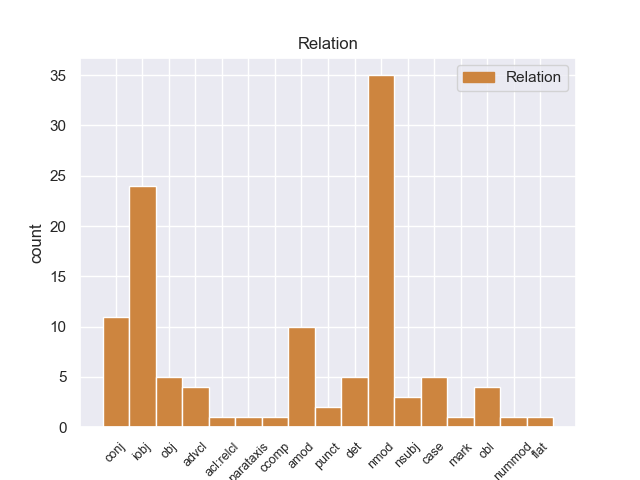 Relation
Relation
count
35
30
25
20
15
10
5
0
conj iobj obj advcl acl:relcl parataxis ccomp amod punct det nmod nsubj case mark obl nummod flat